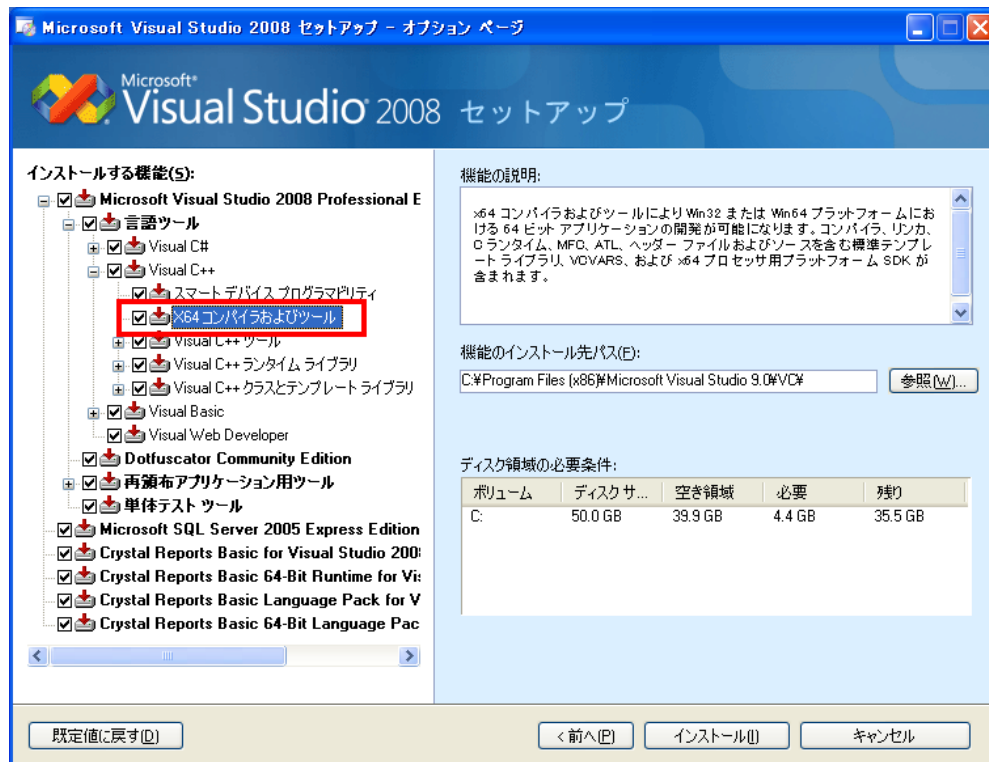 Microsoft Visual Studio 2008 セットアップ - オプション ページ
Microsoft®
Visual Studio® 2008 セットアップ
インストールする機能(S):
Microsoft Visual Studio 2008 Professional E
言語ツール
Visual C#
Visual C++
スマート デバイス プログラマビリティ
X64 コンパイラおよびツール
Visual C++ ツール
Visual C++ ランタイム ライブラリ
Visual C++ クラスとテンプレート ライブラリ
Visual Basic
Visual Web Developer
Dotfuscator Community Edition
再頒布アプリケーション用ツール
単体テスト ツール
Microsoft SQL Server 2005 Express Edition
Crystal Reports Basic for Visual Studio 200
Crystal Reports Basic 64-Bit Runtime for Vi
Crystal Reports Basic Language Pack for V
Crystal Reports Basic 64-Bit Language Pac
機能の説明:
x64 コンパイラおよびツールにより Win32 または Win64 プラットフォームにお
ける 64 ビット アプリケーションの開発が可能になります。コンパイラ、リンカ、
C ランタイム、MFC、ATL、ヘッダー ファイルおよびソースを含む標準テンプレ
ート ライブラリ、VCVARS、および x64 プロセッサ用プラットフォーム SDK が
含まれます。
機能のインストール先パス(F):
C:¥Program Files (x86)¥Microsoft Visual Studio 9.0¥VC¥
参照(W)...
ディスク領域の必要条件:
ボリューム ディスク サ... 空き領域 必要 残り
C: 50.0 GB 39.9 GB 4.4 GB 35.5 GB
既定値に戻す(D)
< 前へ(P)
インストール(I)
キャンセル